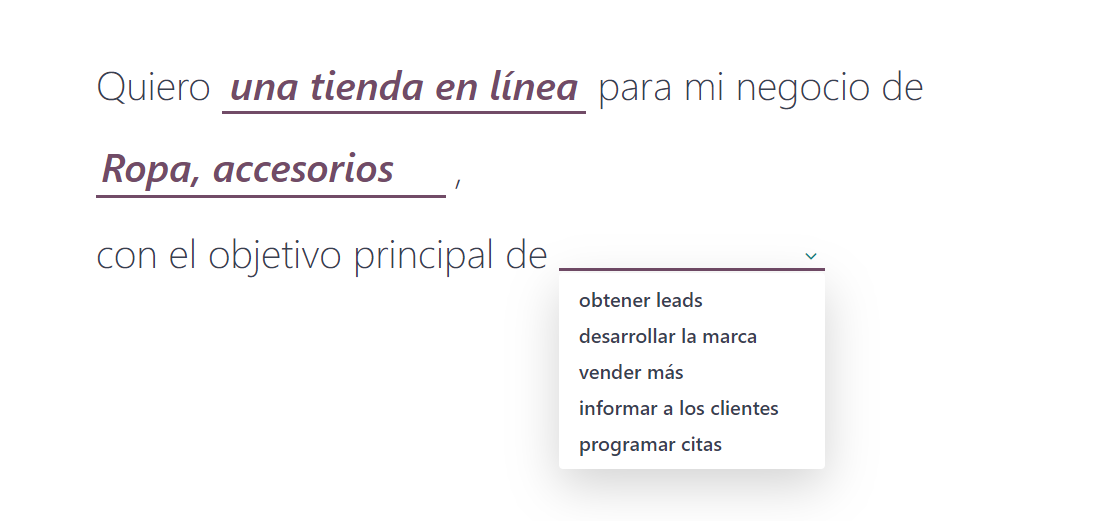 Quiero una tienda en línea para mi negocio de
Ropa, accesorios ,
con el objetivo principal de
obtener leads
desarrollar la marca
vender más
informar a los clientes
programar citas